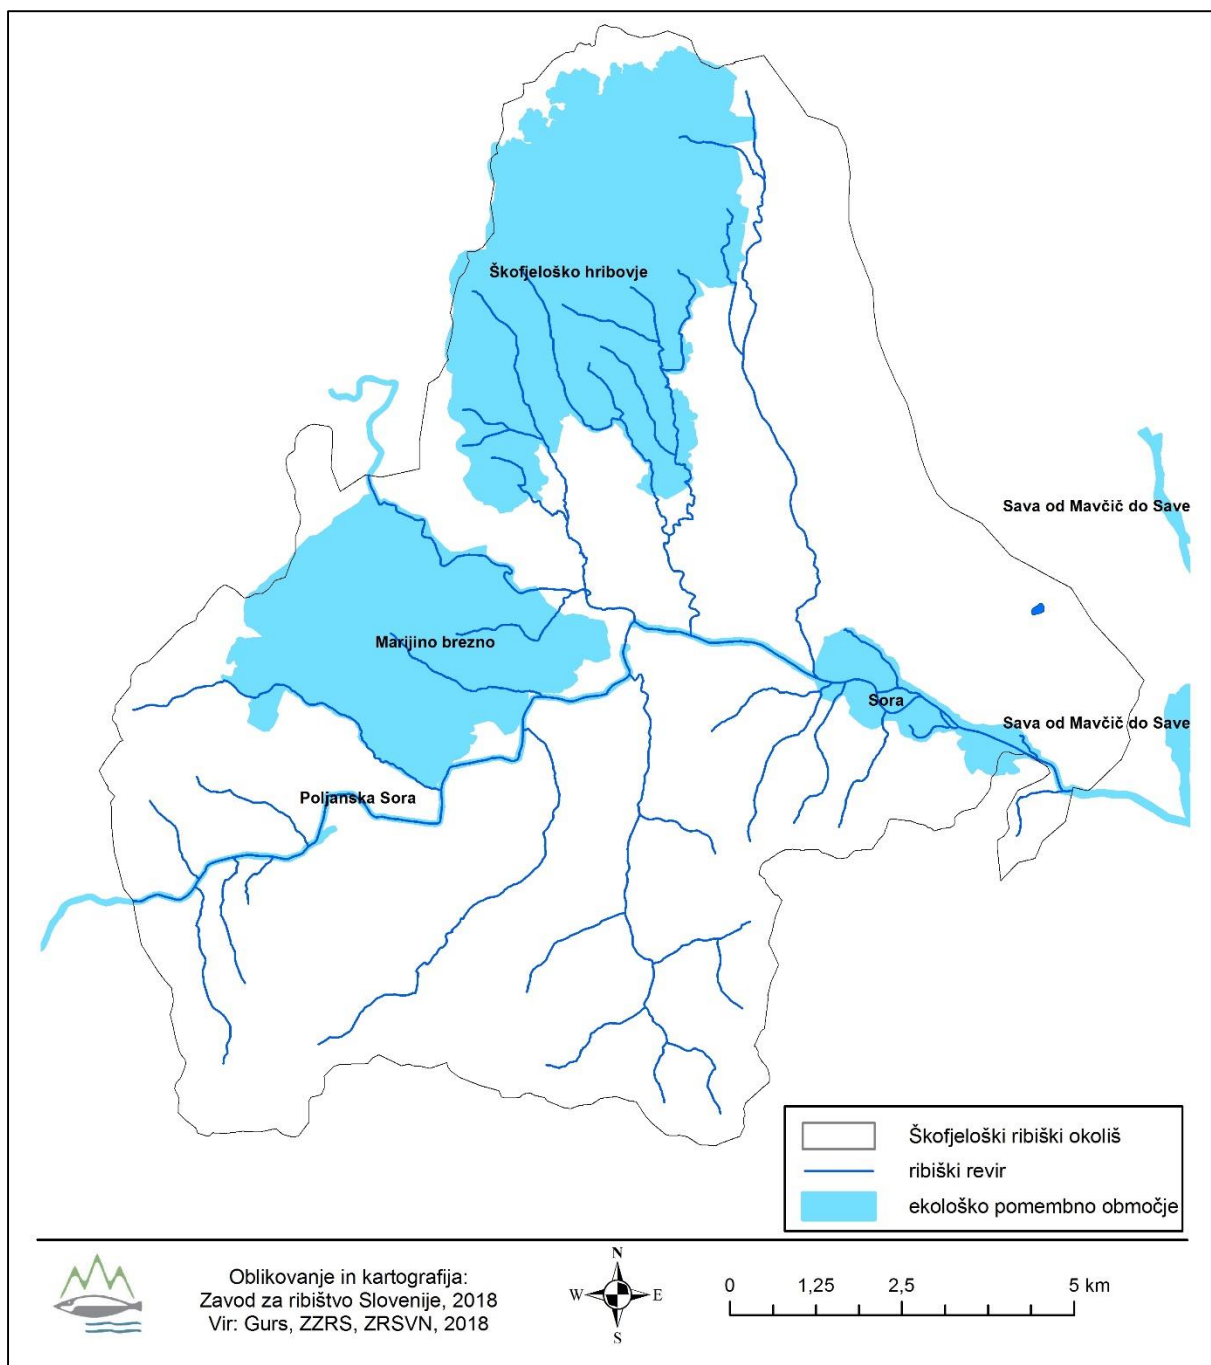 Škofjeloško hribovje
Sava od Mavčič do Save
Marijino brezno
Sora
Sava od Mavčič do Save
Poljanska Sora
Škofjeloški ribiški okoliš
ribiški revir
ekološko pomembno območje
Oblikovanje in kartografija:
Zavod za ribištvo Slovenije, 2018
Vir: Gurs, ZZRS, ZRSVN, 2018
N
W E
S
0 1,25 2,5 5 km